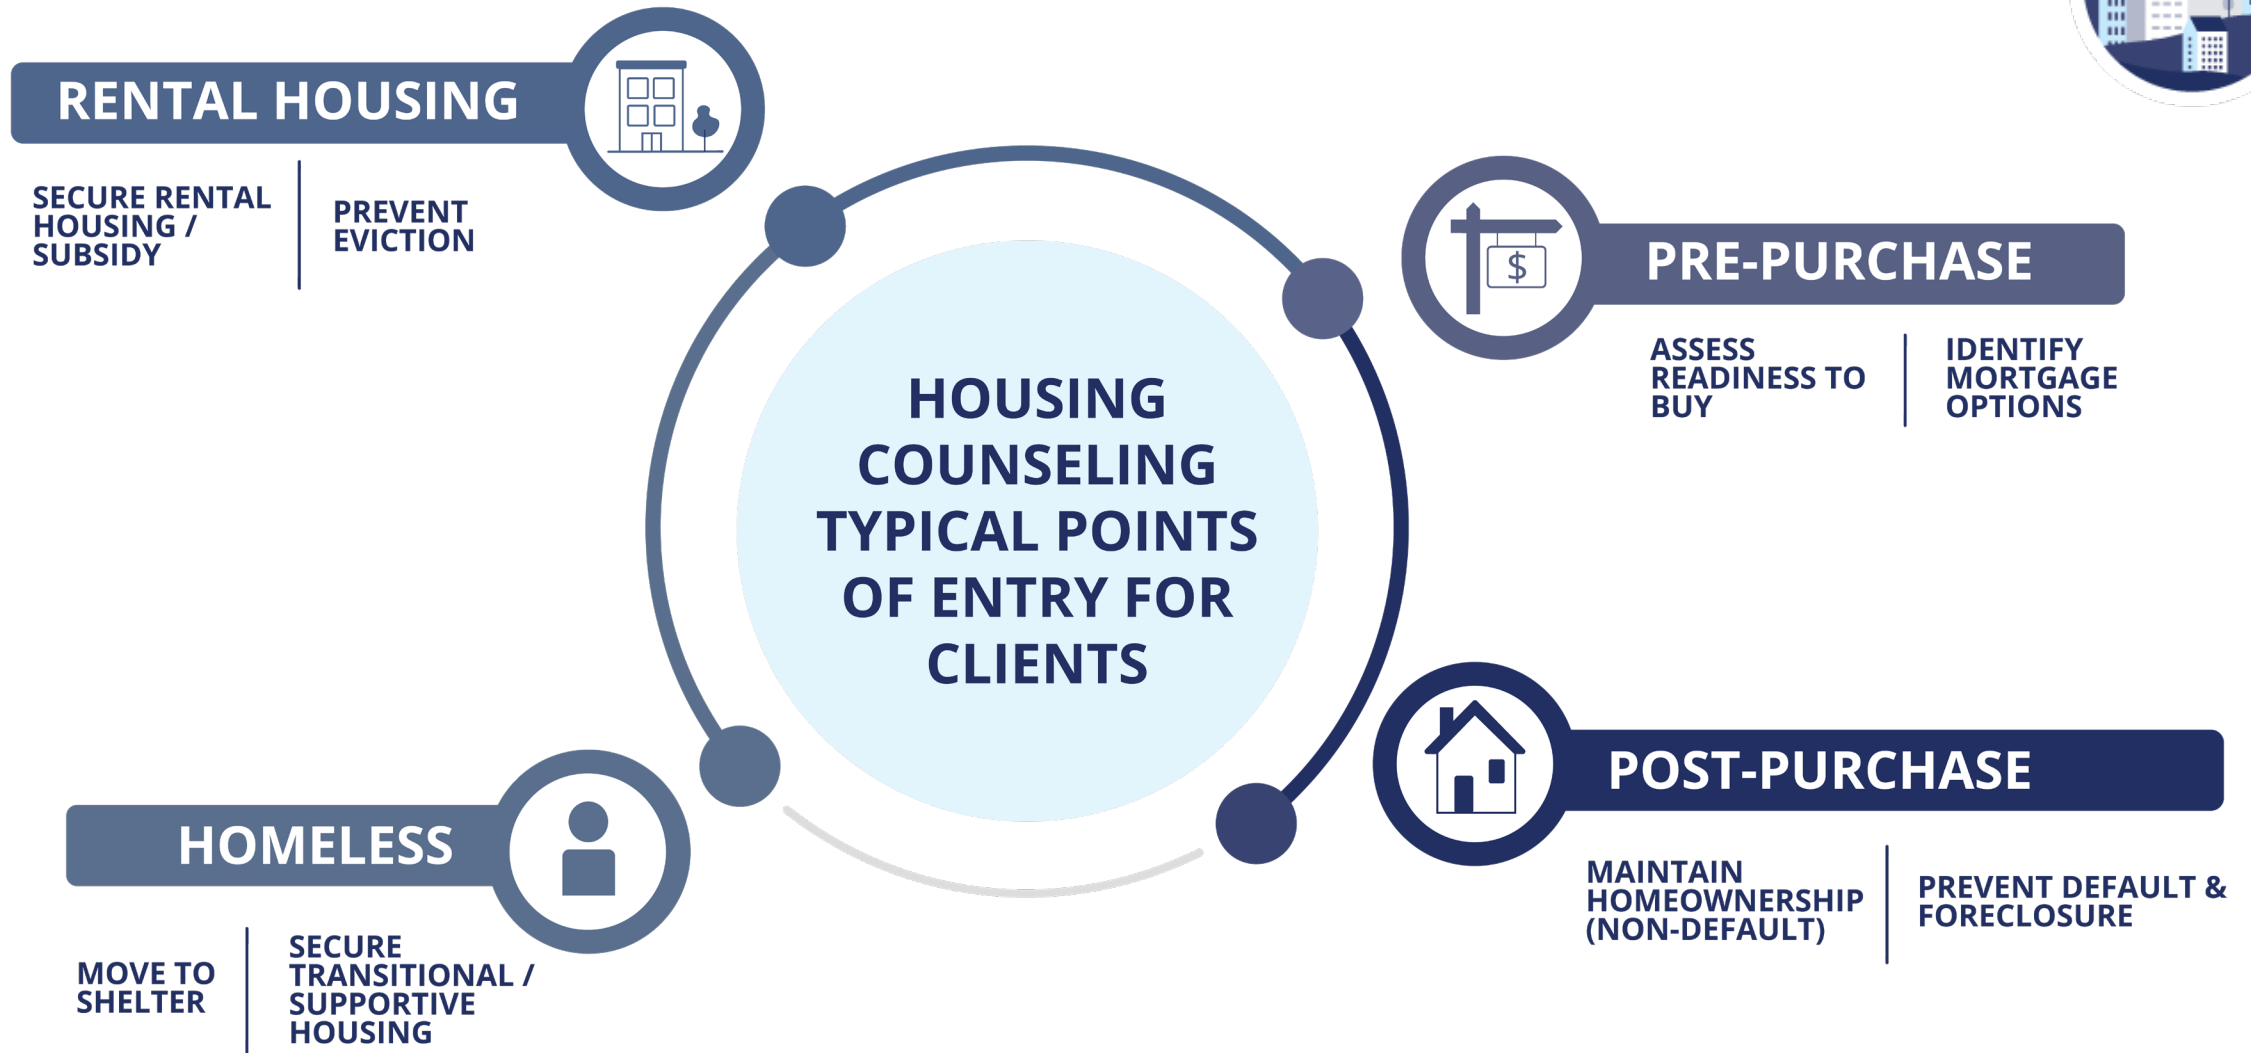 RENTAL HOUSING
SECURE RENTAL
HOUSING /
SUBSIDY
PREVENT
EVICTION
PRE-PURCHASE
$
ASSESS
READINESS TO
BUY
IDENTIFY
MORTGAGE
OPTIONS
HOUSING
COUNSELING
TYPICAL POINTS
OF ENTRY FOR
CLIENTS
HOMELESS
MOVE TO
SHELTER
SECURE
TRANSITIONAL /
SUPPORTIVE
HOUSING
POST-PURCHASE
MAINTAIN
HOMEOWNERSHIP
(NON-DEFAULT)
PREVENT DEFAULT &
FORECLOSURE